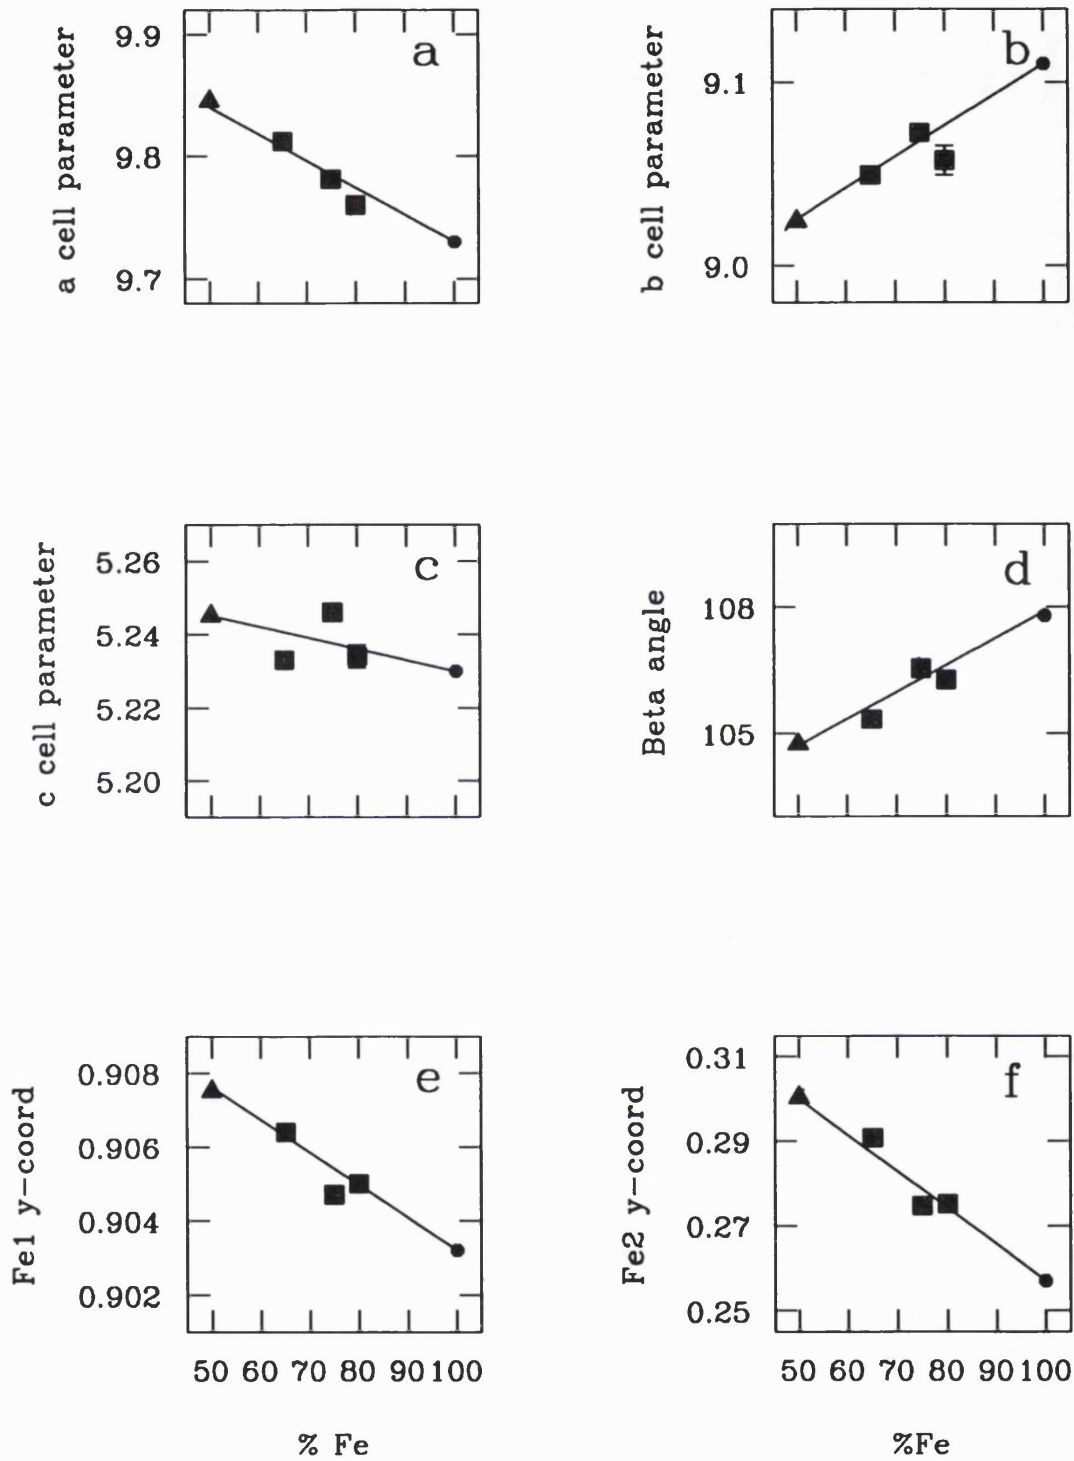 a
a cell parameter
9.9
9.8
9.7
b
b cell parameter
9.1
9.0
c
c cell parameter
5.26
5.24
5.22
5.20
d
Beta angle
108
105
e
Fe1 y-coord
0.908
0.906
0.904
0.902
50 60 70 80 90 100
% Fe
f
Fe2 y-coord
0.31
0.29
0.27
0.25
50 60 70 80 90 100
%Fe